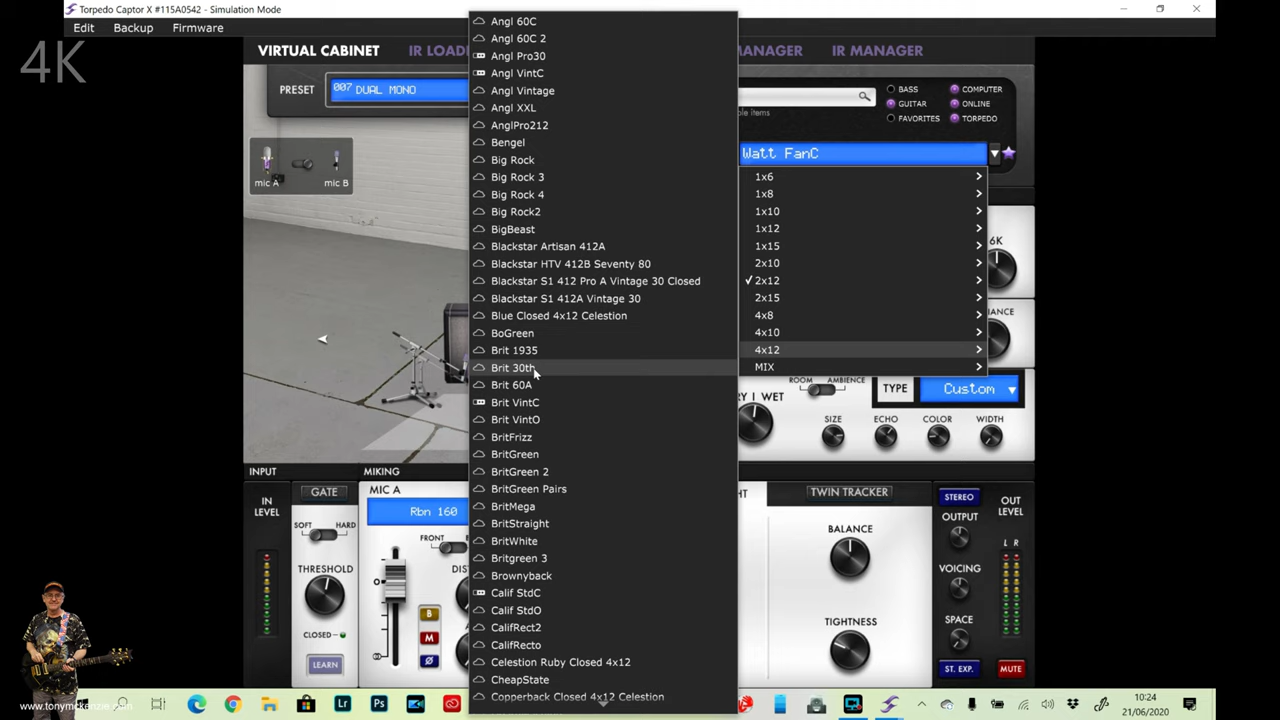 Torpedo Captor X #115A0542 - Simulation Mode
Edit
Backup
Firmware
4K
VIRTUAL CABINET
IR LOAD
MANAGER
IR MANAGER
PRESET
007 DUAL MONO
mic A
mic B
BASS
COMPUTER
GUITAR
ONLINE
FAVORITES
TORPEDO
Watt FanC
1x6
1x8
1x10
1x12
1x15
2x10
2x12
2x15
4x8
4x10
4x12
MIX
Angl 60C
Angl 60C 2
Angl Pro30
Angl VintC
Angl Vintage
Angl XXL
AnglPro212
Bengel
Big Rock
Big Rock 3
Big Rock 4
Big Rock2
BigBeast
Blackstar Artisan 412A
Blackstar HTV 412B Seventy 80
Blackstar S1 412 Pro A Vintage 30 Closed
Blackstar S1 412A Vintage 30
Blue Closed 4x12 Celestion
BoGreen
Brit 1935
Brit 30th
Brit 60A
Brit VintC
Brit VintO
BritFrizz
BritGreen
BritGreen 2
BritGreen Pairs
BritMega
BritStraight
BritWhite
Britgreen 3
Brownyback
Calif StdC
Calif StdO
CalifRect2
CalifRecto
Celestion Ruby Closed 4x12
CheapState
Copperback Closed 4x12 Celestion
ROOM
AMBIENCE
TYPE
Custom
SIZE
ECHO
COLOR
WIDTH
INPUT
MIKING
IN LEVEL
GATE
SOFT
HARD
THRESHOLD
CLOSED
LEARN
MIC A
Rbn 160
FRONT
B
M
Ø
TWIN TRACKER
BALANCE
TIGHTNESS
STEREO
OUTPUT
VOICING
SPACE
ST. EXP.
OUT LEVEL
L R
MUTE
www.tonymckenzie.com
10:24
21/06/2020